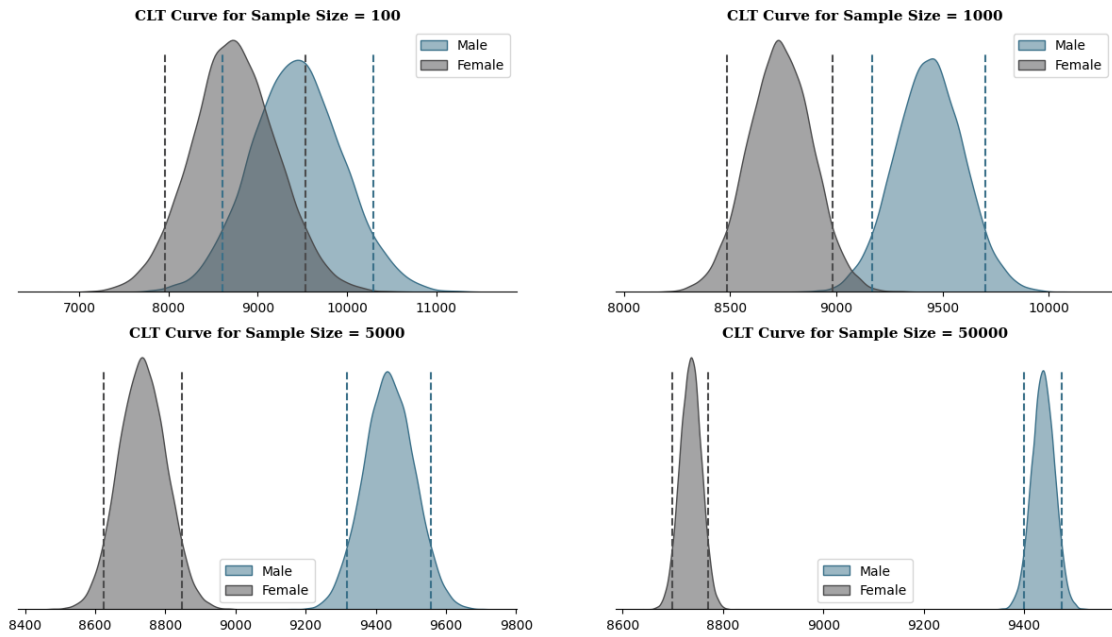 CLT Curve for Sample Size = 100
Male
Female
7000 8000 9000 10000 11000
CLT Curve for Sample Size = 1000
Male
Female
8000 8500 9000 9500 10000
CLT Curve for Sample Size = 5000
Male
Female
8400 8600 8800 9000 9200 9400 9600 9800
CLT Curve for Sample Size = 50000
Male
Female
8600 8800 9000 9200 9400